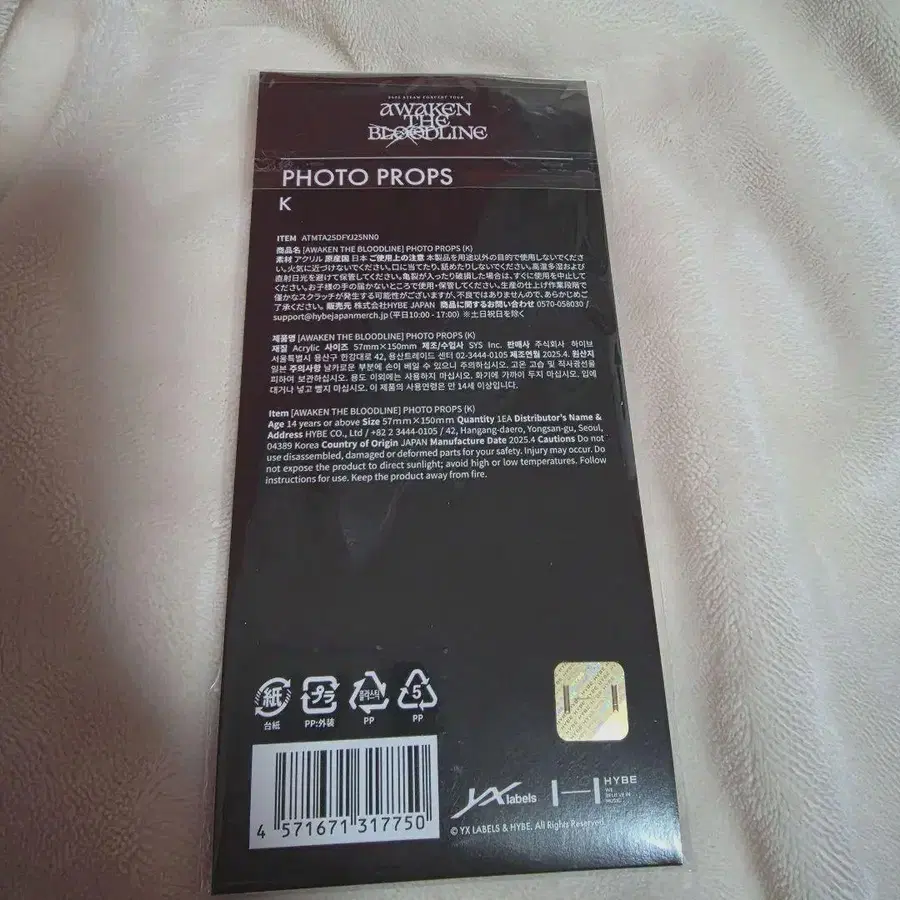 2025 &TEAM CONCERT TOUR
AWAKEN
THE
BLOODLINE
PHOTO PROPS
K
ITEM ATMTA25DFYJ25NN0
商品名 [AWAKEN THE BLOODLINE] PHOTO PROPS (K)
素材 アクリル 原産国 日本 ご使用上の注意 本製品を用途以外の目的で使用しないでくださ
い。火気に近づけないでください。口に当てたり、舐めたりしないでください。高温多湿および
直射日光を避けて保管してください。亀裂が入ったり破損した場合は、すぐに使用を中止して
ください。お子様の手の届かないところで使用・保管してください。生産の仕上げ作業段階で
僅かなスクラッチが発生する可能性がございますが、不良ではありませんので、あらかじめご
了承ください。販売元 株式会社HYBE JAPAN 商品に関するお問い合わせ 0570-058030 /
support@hybejapanmerch.jp (平日10:00 - 17:00) ※土日祝日を除く
제품명 [AWAKEN THE BLOODLINE] PHOTO PROPS (K)
재질 Acrylic 사이즈 57mm×150mm 제조/수입사 SYS Inc. 판매사 주식회사 하이브
서울특별시 용산구 한강대로 42, 용산트레이드 센터 02-3444-0105 제조연월 2025.4. 원산지
일본 주의사항 날카로운 부분에 손이 베일 수 있으니 주의하십시오. 고온 고습 및 직사광선을
피하여 보관하십시오. 용도 이외에는 사용하지 마십시오. 화기에 가까이 두지 마십시오. 입에
대거나 넣고 빨지 마십시오. 이 제품의 사용연령은 만 14세 이상입니다.
Item [AWAKEN THE BLOODLINE] PHOTO PROPS (K)
Age 14 years or above Size 57mm×150mm Quantity 1EA Distributor's Name &
Address HYBE CO., Ltd / +82 2 3444-0105 / 42, Hangang-daero, Yongsan-gu, Seoul,
04389 Korea Country of Origin JAPAN Manufacture Date 2025.4 Cautions Do not
use disassembled, damaged or deformed parts for your safety. Injury may occur. Do
not expose the product to direct sunlight; avoid high or low temperatures. Follow
instructions for use. Keep the product away from fire.
紙 プラ 플라스틱 5
台紙 PP:外装 PP PP
4 571671 317750
YX labels HYBE
WE
BELIEVE IN
MUSIC
© YX LABELS & HYBE. All Rights Reserved.